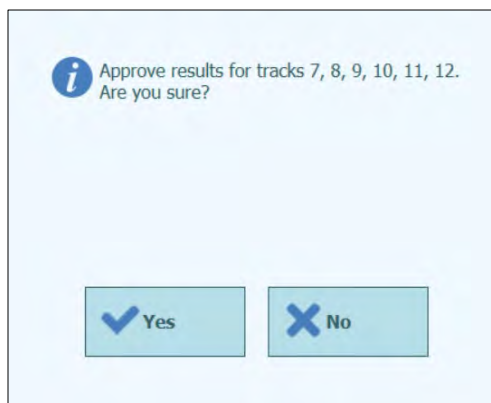 Approve results for tracks 7, 8, 9, 10, 11, 12.
Are you sure?
Yes
No